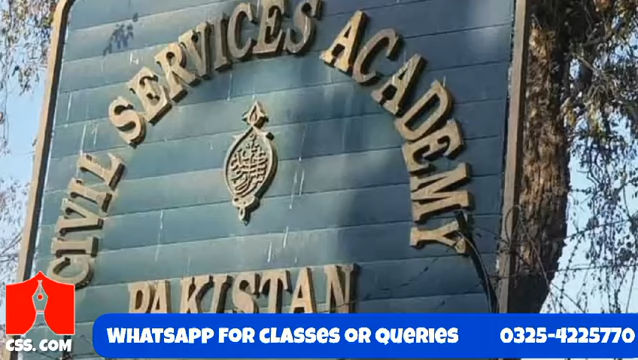 CIVIL SERVICES ACADEMY
PAKISTAN
CSS.COM
WHATSAPP FOR CLASSES OR QUERIES 0325-4225770